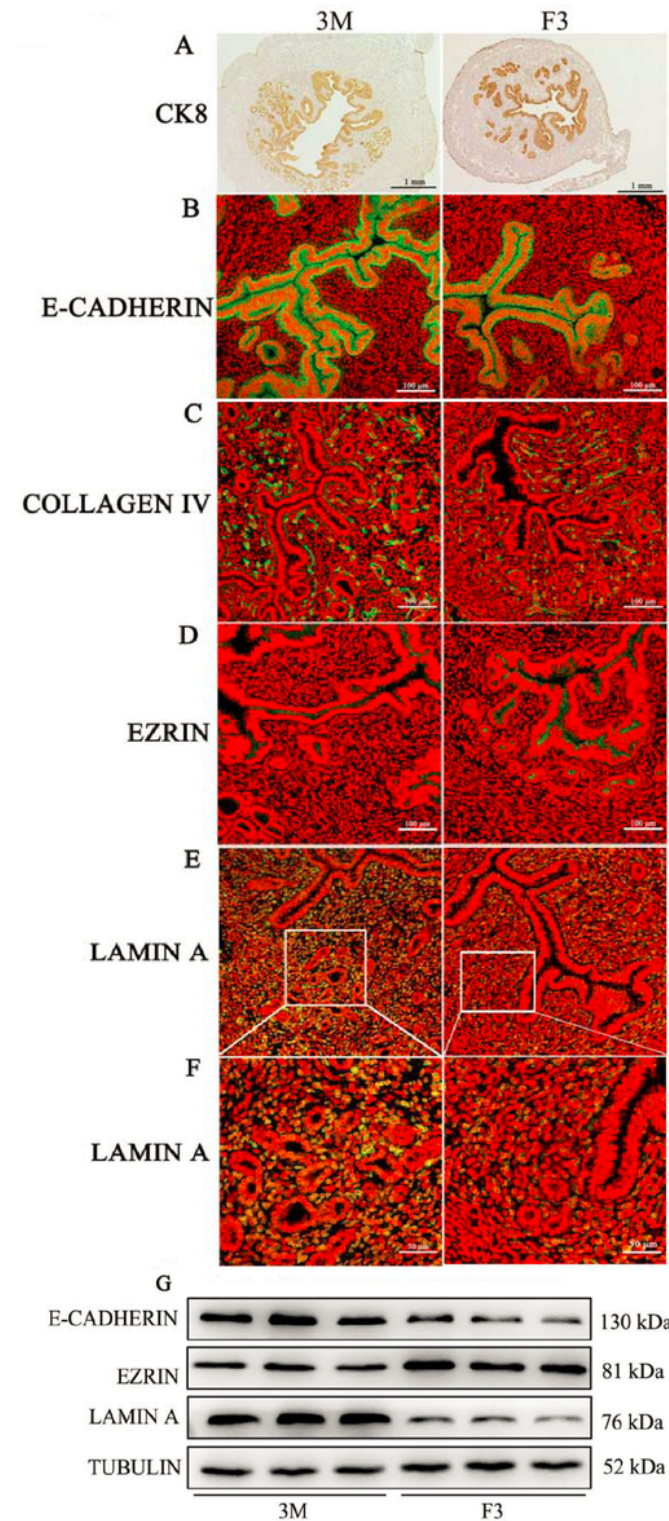 3M F3
A
CK8
1 mm 1 mm
B
E-CADHERIN
100 μm 100 μm
C
COLLAGEN IV
100 μm 100 μm
D
EZRIN
100 μm 100 μm
E
LAMIN A
F
LAMIN A
50 μm 50 μm
G
E-CADHERIN 130 kDa
EZRIN 81 kDa
LAMIN A 76 kDa
TUBULIN 52 kDa
3M F3